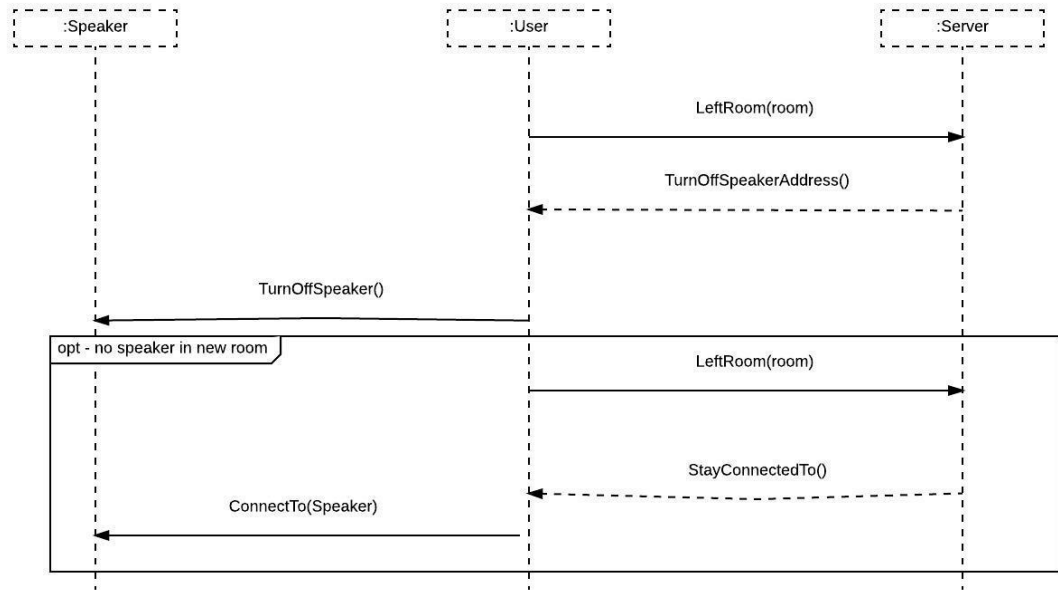 :Speaker
:User
:Server
LeftRoom(room)
TurnOffSpeakerAddress()
TurnOffSpeaker()
opt - no speaker in new room
LeftRoom(room)
StayConnectedTo()
ConnectTo(Speaker)